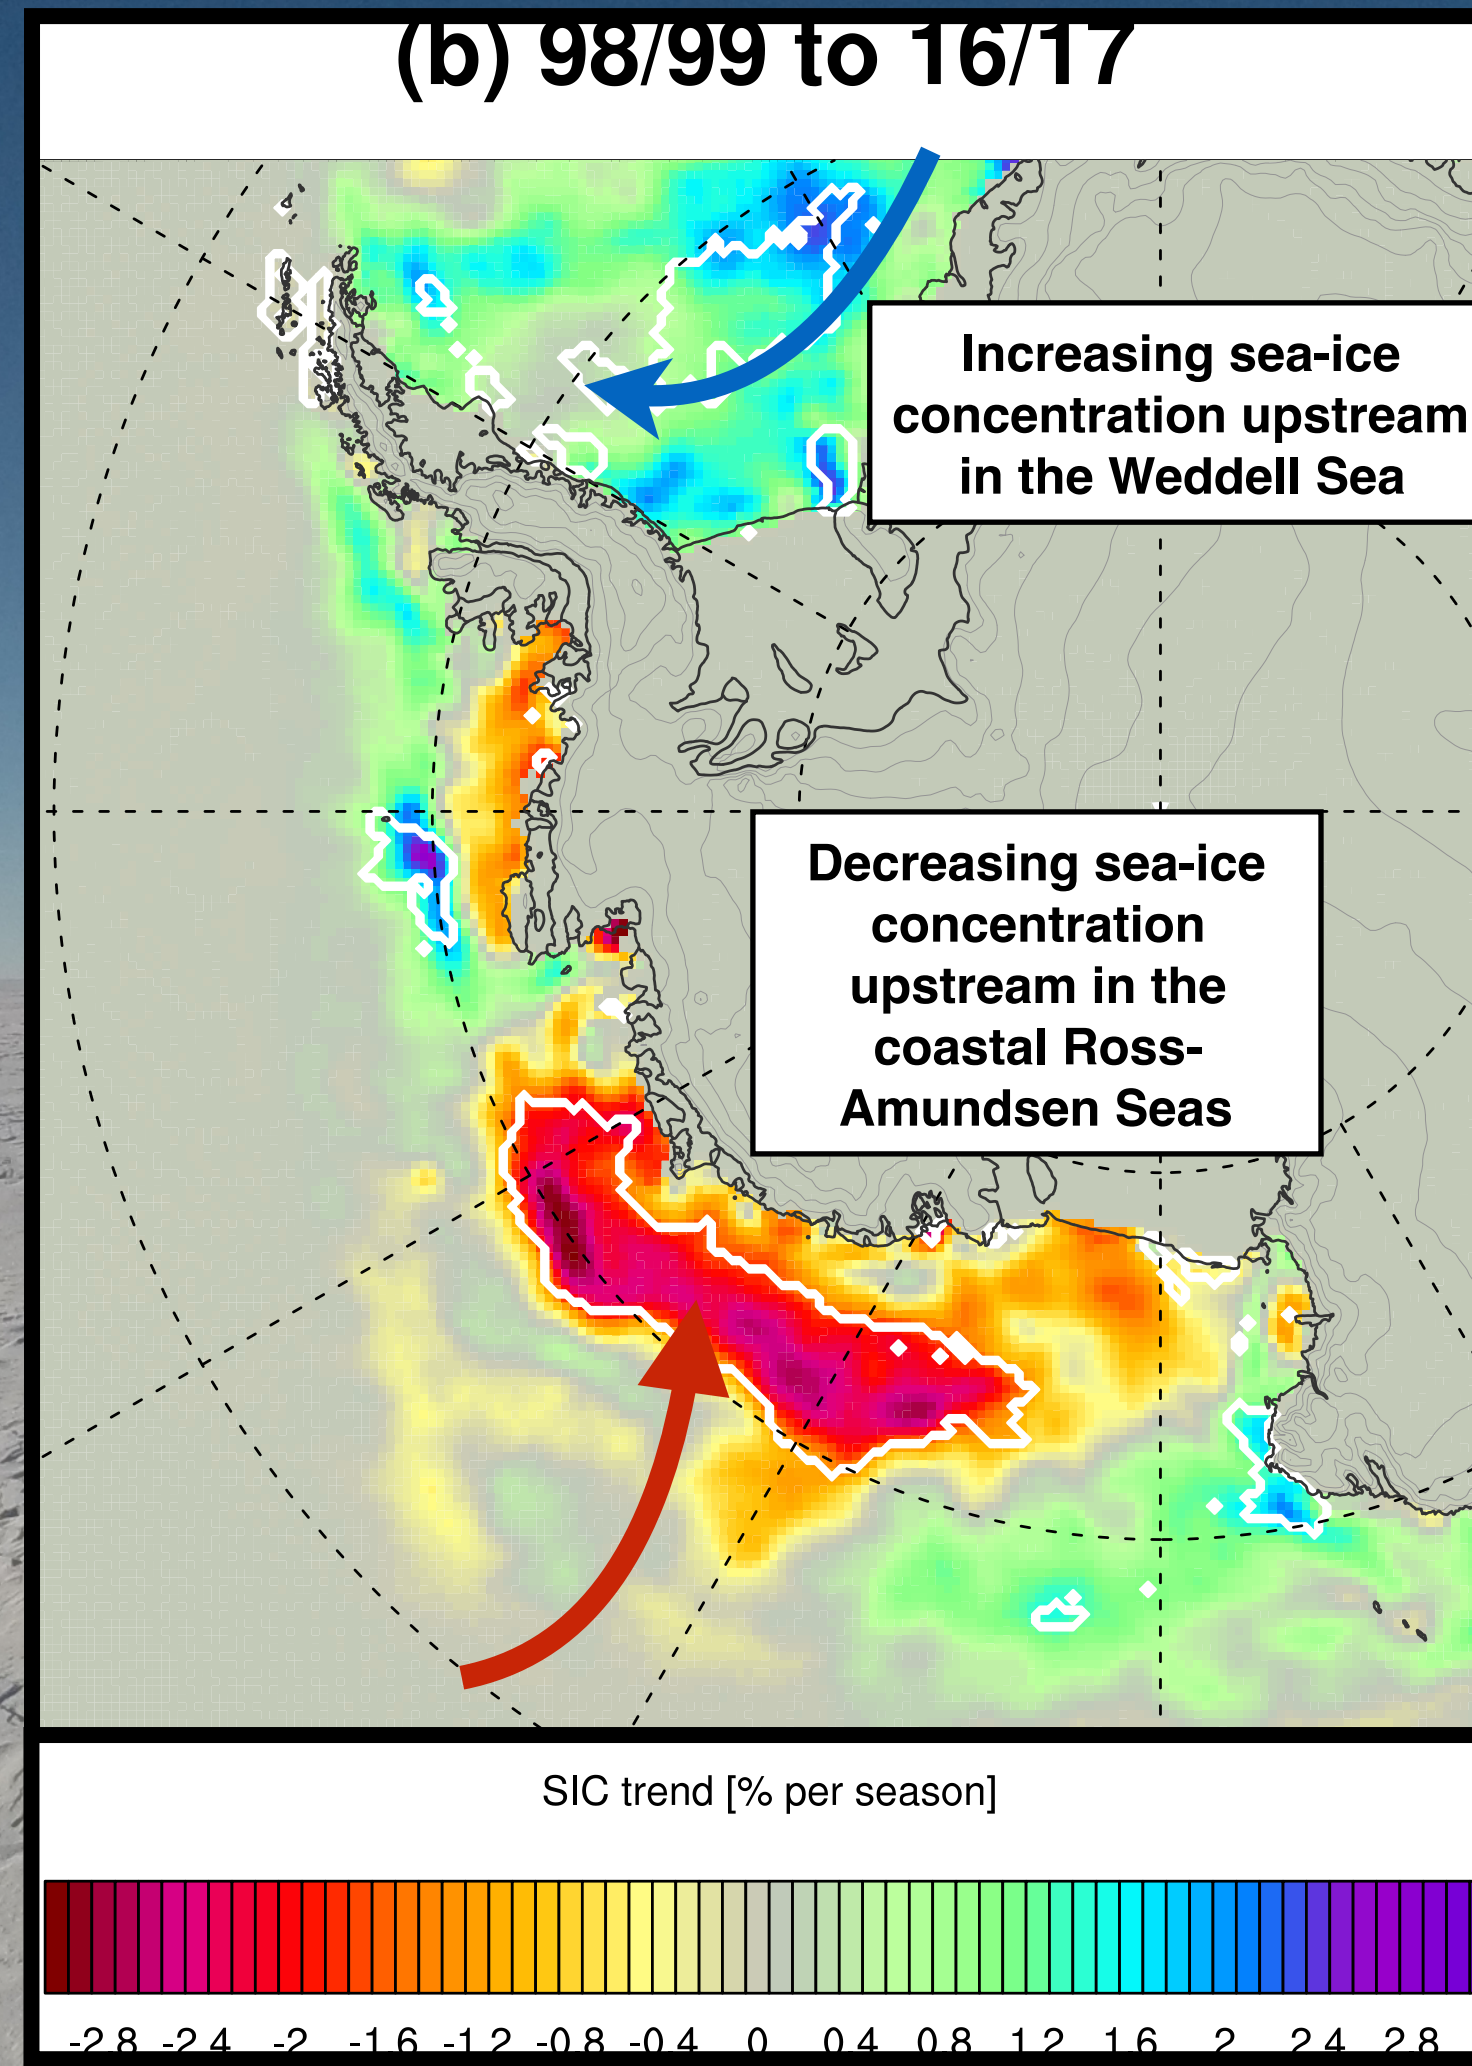 (b) 98/99 to 16/17
Increasing sea-ice
concentration upstream
in the Weddell Sea
Decreasing sea-ice
concentration
upstream in the
coastal Ross-
Amundsen Seas
SIC trend [% per season]
-2.8 -2.4 -2 -1.6 -1.2 -0.8 -0.4 0 0.4 0.8 1.2 1.6 2 2.4 2.8